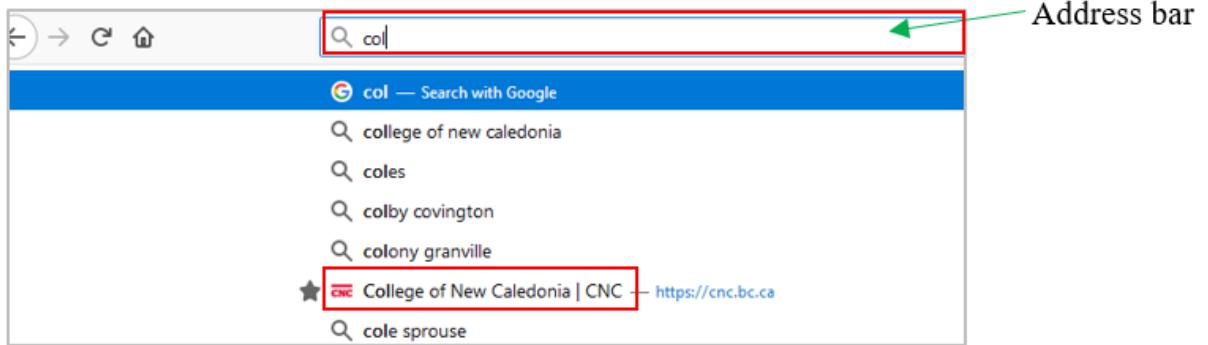 Address bar
col
col — Search with Google
college of new caledonia
coles
colby covington
colony granville
CNC College of New Caledonia | CNC — https://cnc.bc.ca
cole sprouse